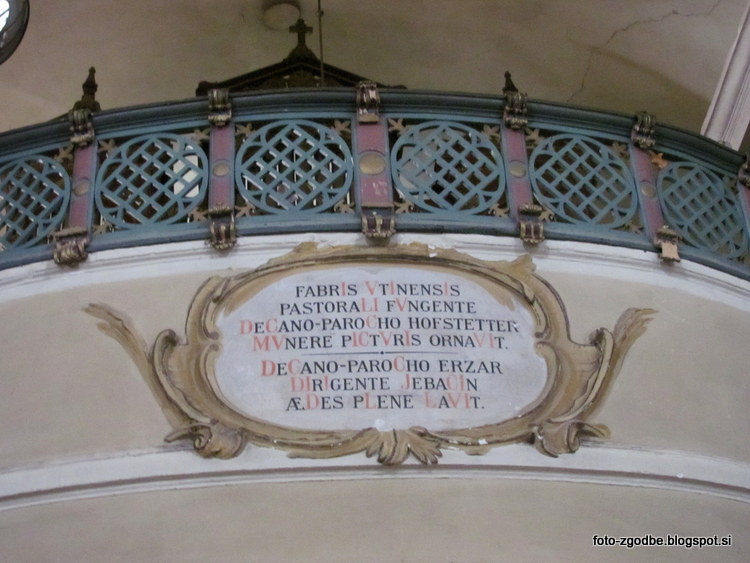 FABRIS VTINENSIS
PASTORALI FVNGENTE
DECANO-PAROCHO HOFSTETTER
MVNERE PICTVRIS ORNAVIT.
DECANO-PAROCHO ERZAR
DIRIGENTE JEBACIN
ÆDES PLENE LAVIT.
foto-zgodbe.blogspot.si